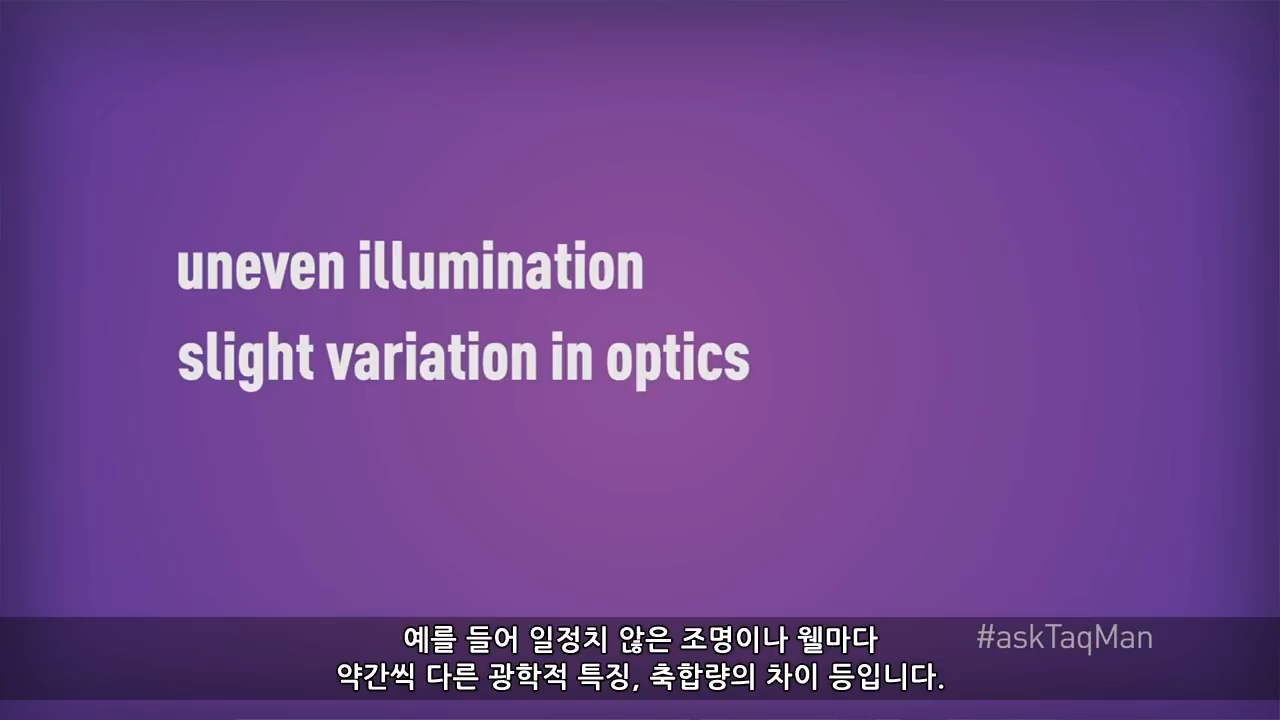 uneven illumination
slight variation in optics
예를 들어 일정치 않은 조명이나 웰마다
#askTaqMan
약간씩 다른 광학적 특징, 축합량의 차이 등입니다.